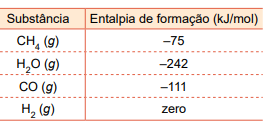 Substância Entalpia de formação (kJ/mol)
CH₄ (g) –75
H₂O (g) –242
CO (g) –111
H₂ (g) zero